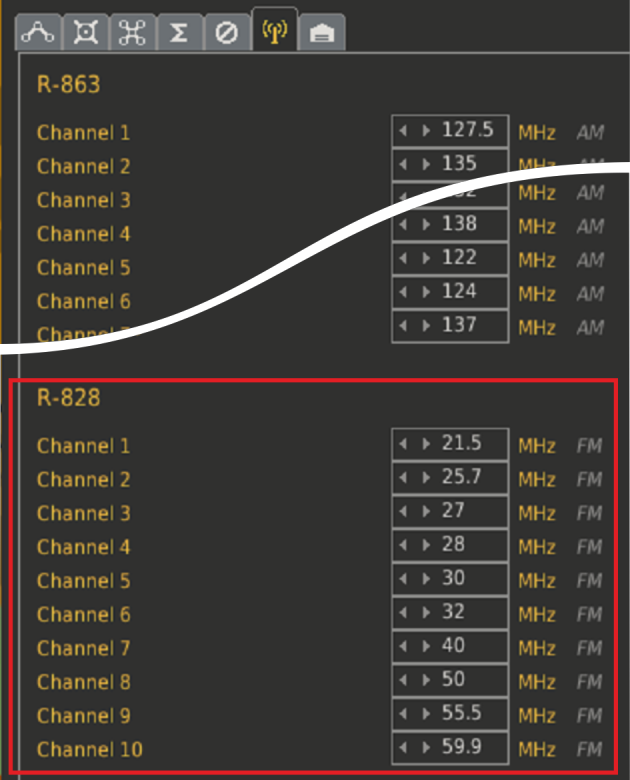 R-863
Channel 1 127.5 MHz AM
Channel 2 135 MHz AM
Channel 3 MHz AM
Channel 4 138 MHz AM
Channel 5 122 MHz AM
Channel 6 124 MHz AM
Channel 137 MHz AM
R-828
Channel 1 21.5 MHz FM
Channel 2 25.7 MHz FM
Channel 3 27 MHz FM
Channel 4 28 MHz FM
Channel 5 30 MHz FM
Channel 6 32 MHz FM
Channel 7 40 MHz FM
Channel 8 50 MHz FM
Channel 9 55.5 MHz FM
Channel 10 59.9 MHz FM